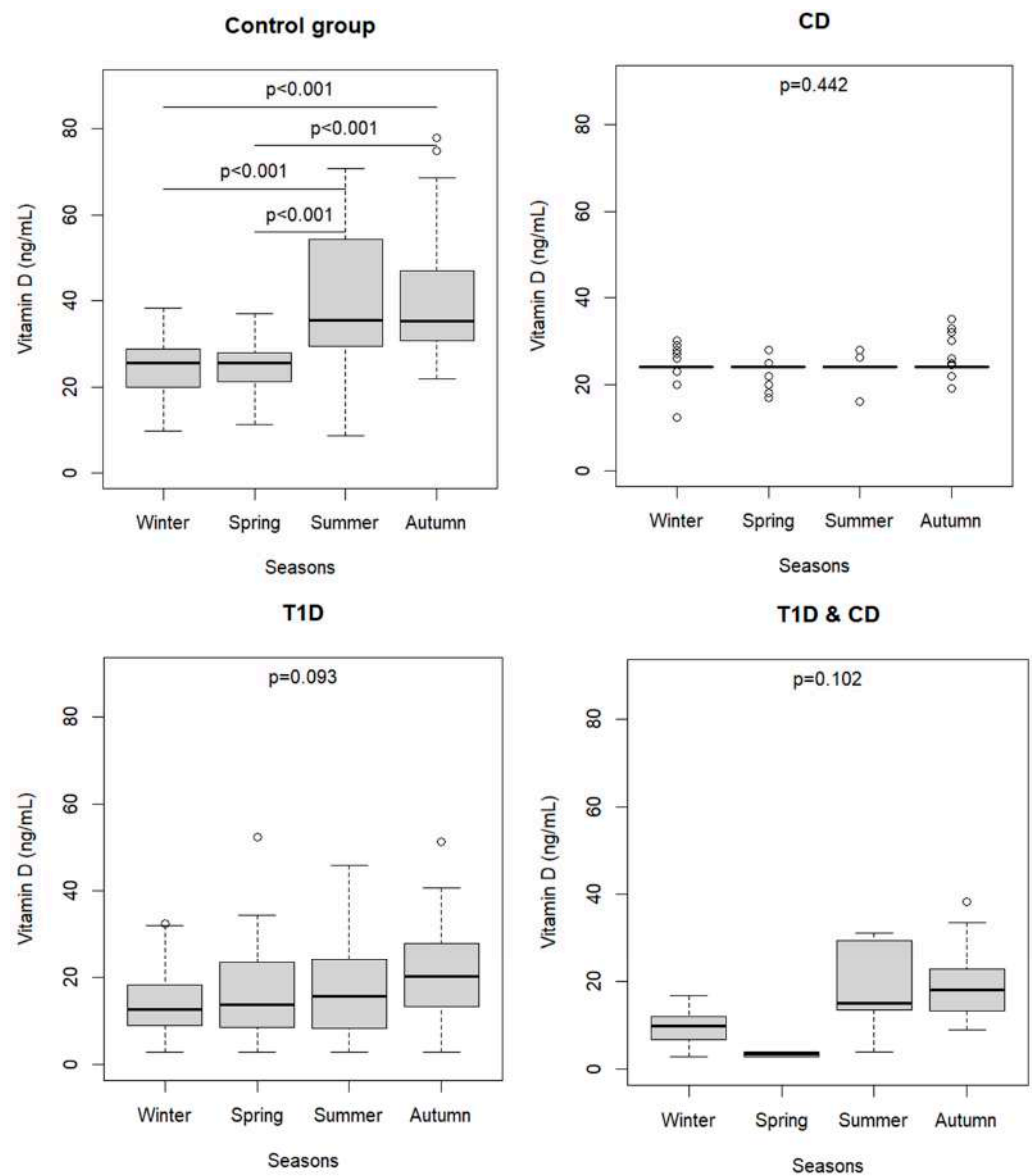 Control group
p<0.001
p<0.001
p<0.001
p<0.001
Vitamin D (ng/mL)
80
60
40
20
0
Winter Spring Summer Autumn
Seasons
CD
p=0.442
Vitamin D (ng/mL)
80
60
40
20
0
Winter Spring Summer Autumn
Seasons
T1D
p=0.093
Vitamin D (ng/mL)
80
60
40
20
0
Winter Spring Summer Autumn
Seasons
T1D & CD
p=0.102
Vitamin D (ng/mL)
80
60
40
20
0
Winter Spring Summer Autumn
Seasons